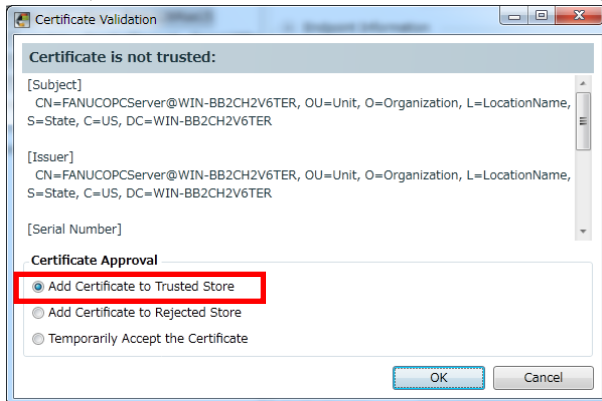 Certificate Validation
Endpoint Information
Certificate is not trusted:
[Subject]
CN=FANUCOPCServer@WIN-BB2CH2V6TER, OU=Unit, O=Organization, L=LocationName,
S=State, C=US, DC=WIN-BB2CH2V6TER
[Issuer]
CN=FANUCOPCServer@WIN-BB2CH2V6TER, OU=Unit, O=Organization, L=LocationName,
S=State, C=US, DC=WIN-BB2CH2V6TER
[Serial Number]
Certificate Approval
Add Certificate to Trusted Store
Add Certificate to Rejected Store
Temporarily Accept the Certificate
OK Cancel